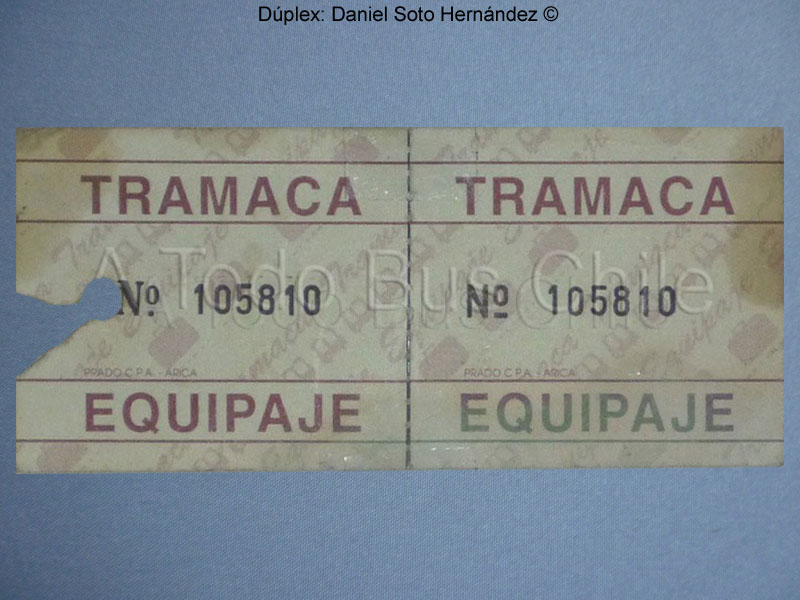 Dúplex: Daniel Soto Hernández ©
TRAMACA TRAMACA
A Todo Bus Chile
Nº 105810 Nº 105810
PRADO C.P.A. - ARICA PRADO C.P.A. - ARICA
EQUIPAJE EQUIPAJE